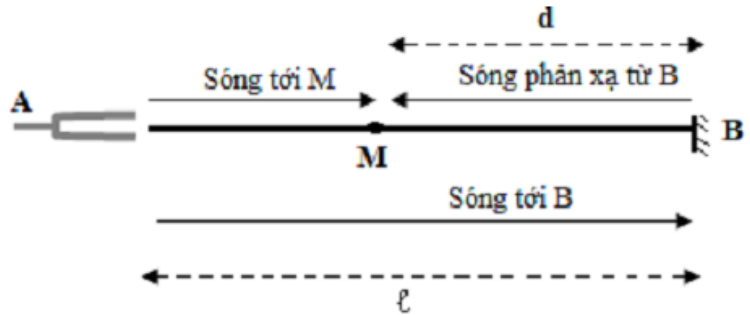 d
Sóng tới M
Sóng phản xạ từ B
A
B
M
Sóng tới B
ℓ